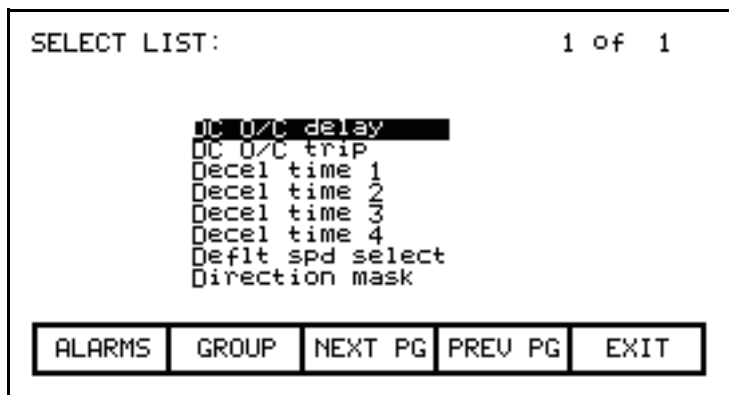 SELECT LIST: 1 of 1
DC O/C delay
DC O/C trip
Decel time 1
Decel time 2
Decel time 3
Decel time 4
Deflt spd select
Direction mask
ALARMS GROUP NEXT PG PREV PG EXIT